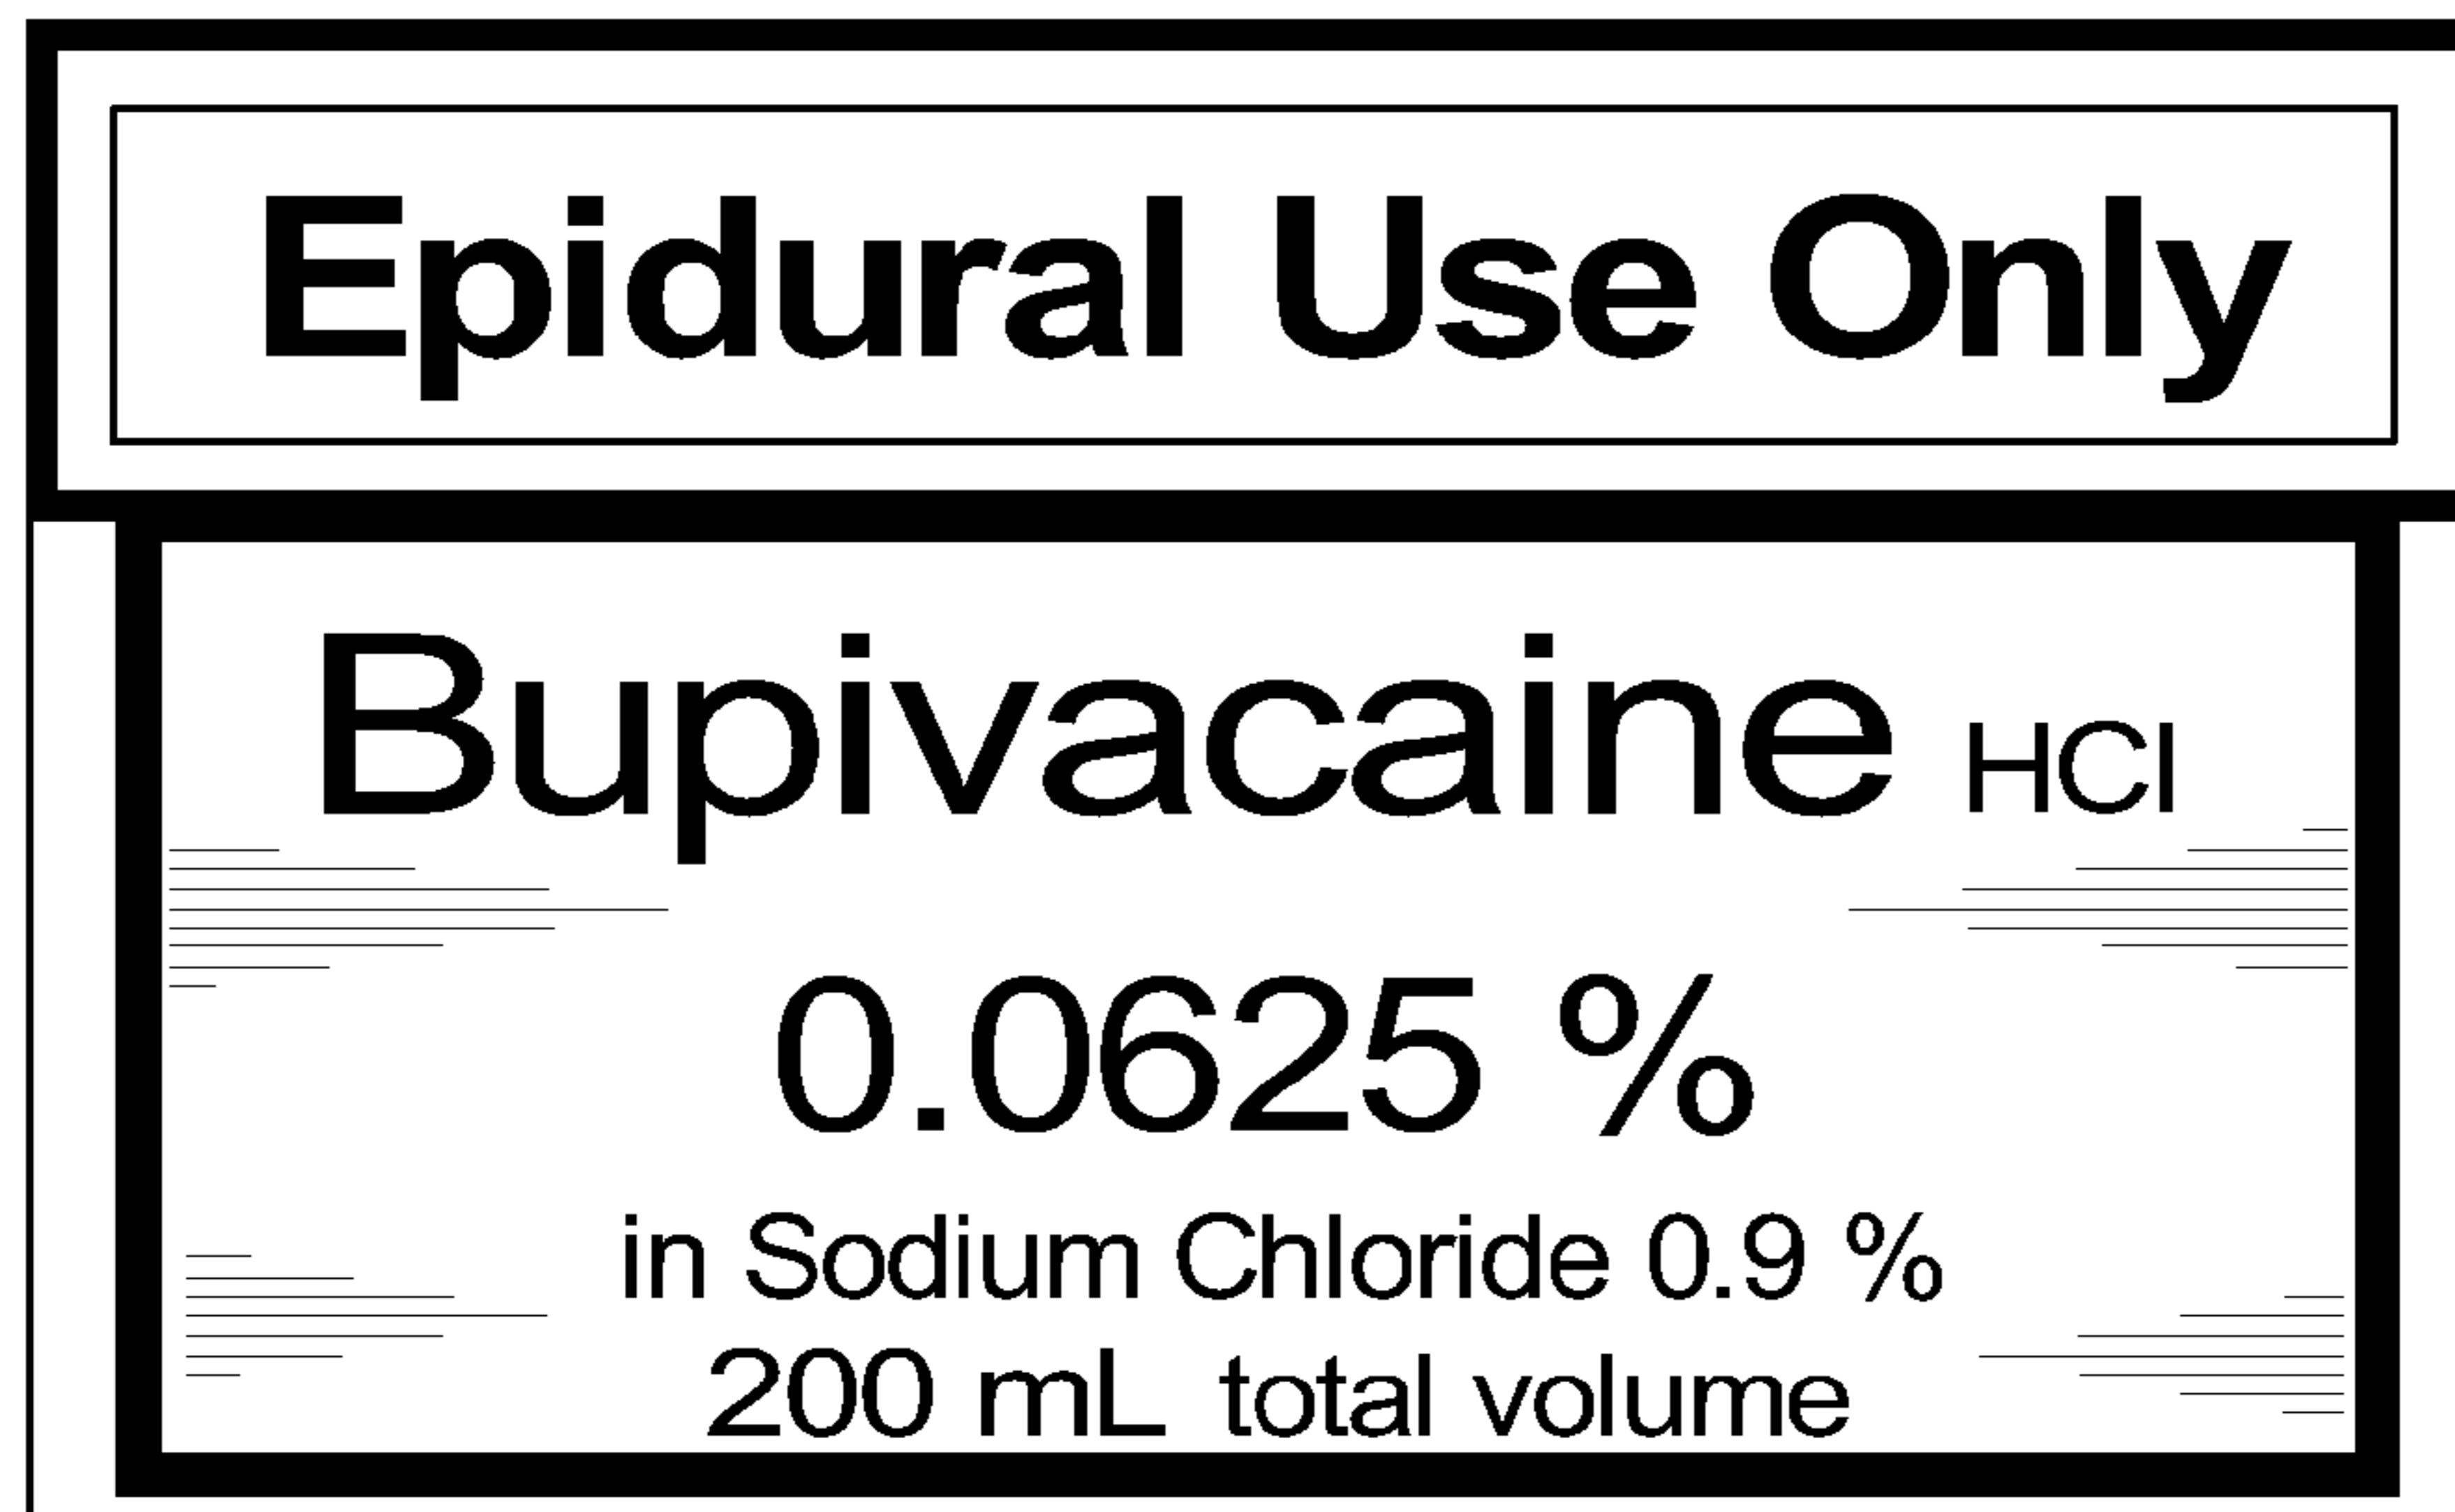 Epidural Use Only
Bupivacaine HCl
0.0625 %
in Sodium Chloride 0.9 %
200 mL total volume